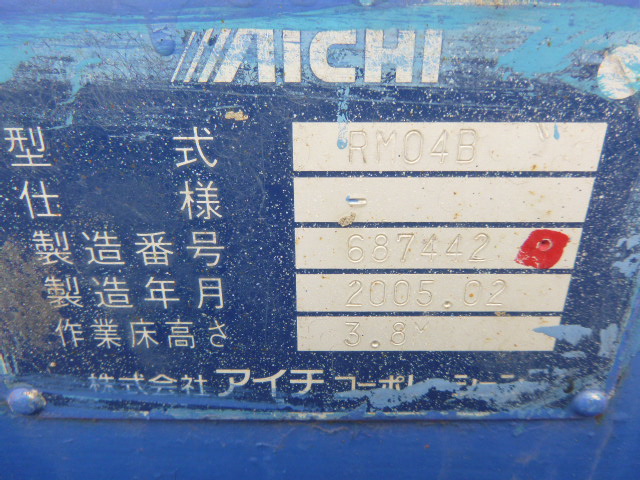 AICHI
型式 RM04B
仕様 -
製造番号 687442
製造年月 2005.02
作業床高さ 3.8M
株式会社 アイチコーポレーション